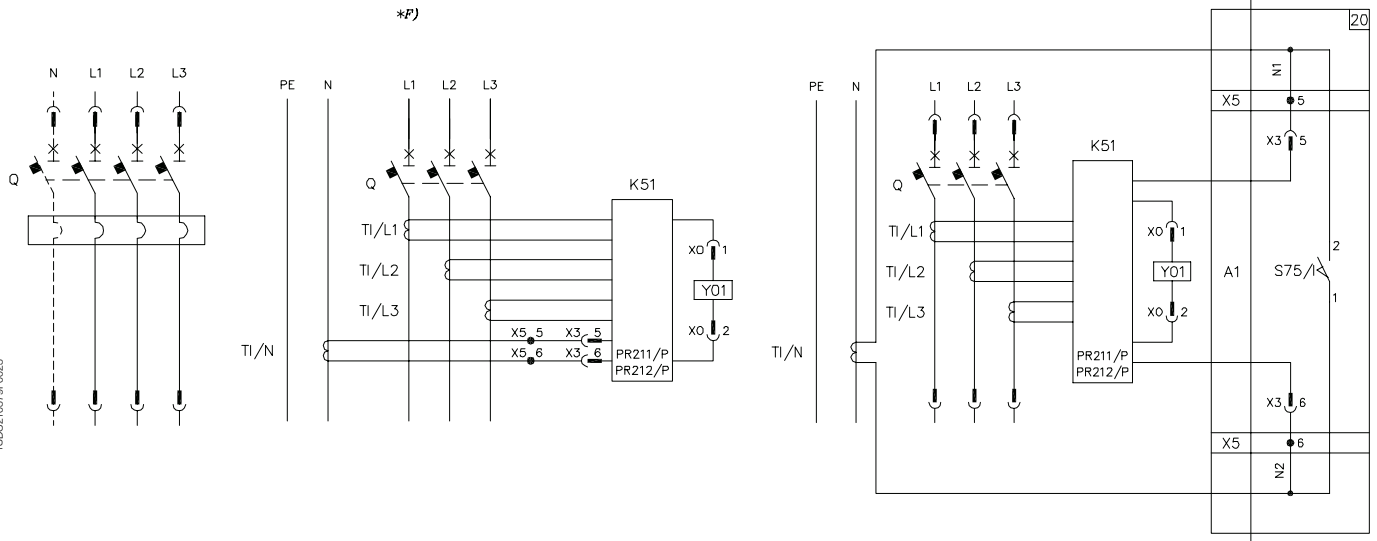 *F)
20
N L1 L2 L3
Q
PE N L1 L2 L3
Q
K51
TI/L1
TI/L2
TI/L3
TI/N
X5 5 X3 5
X5 6 X3 6
X0 1
Y01
X0 2
PR211/P
PR212/P
PE N L1 L2 L3
Q
K51
TI/L1
TI/L2
TI/L3
TI/N
X0 1
Y01
X0 2
PR211/P
PR212/P
N1
X5 5
X3 5
A1
S75/I
2
1
X3 6
X5 6
N2